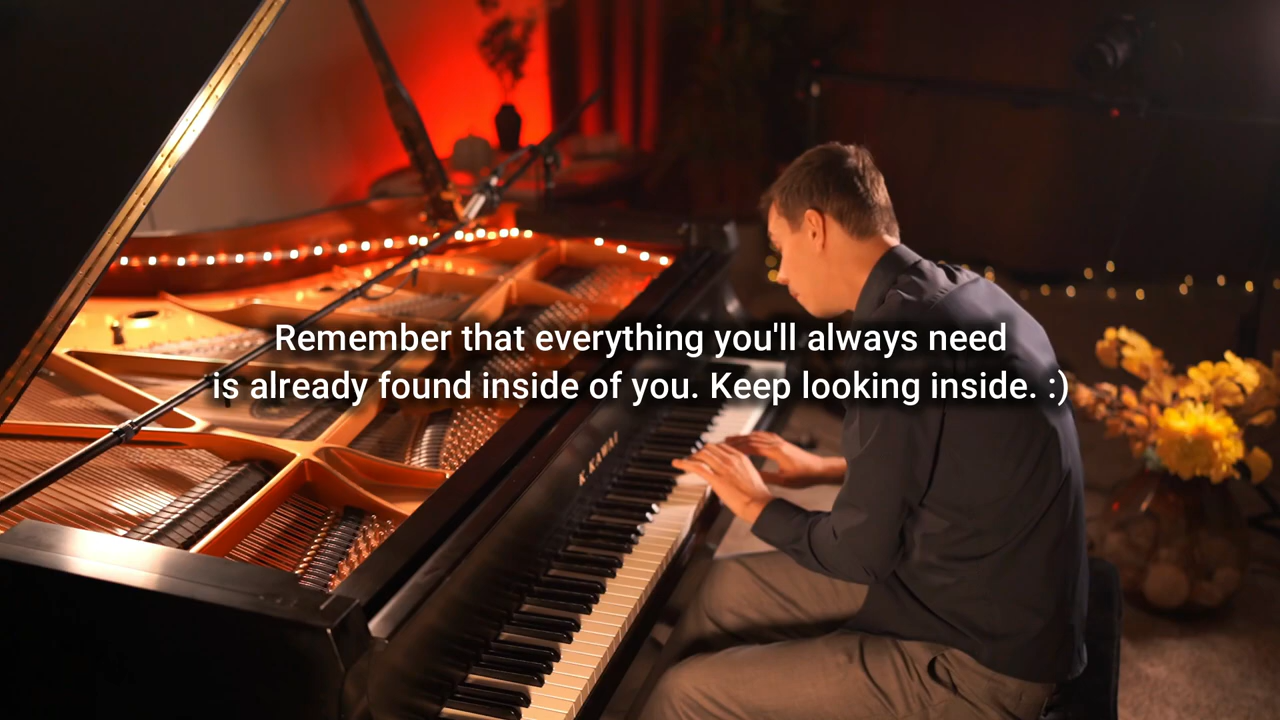 Remember that everything you'll always need
is already found inside of you. Keep looking inside. :)
K.KAWAI